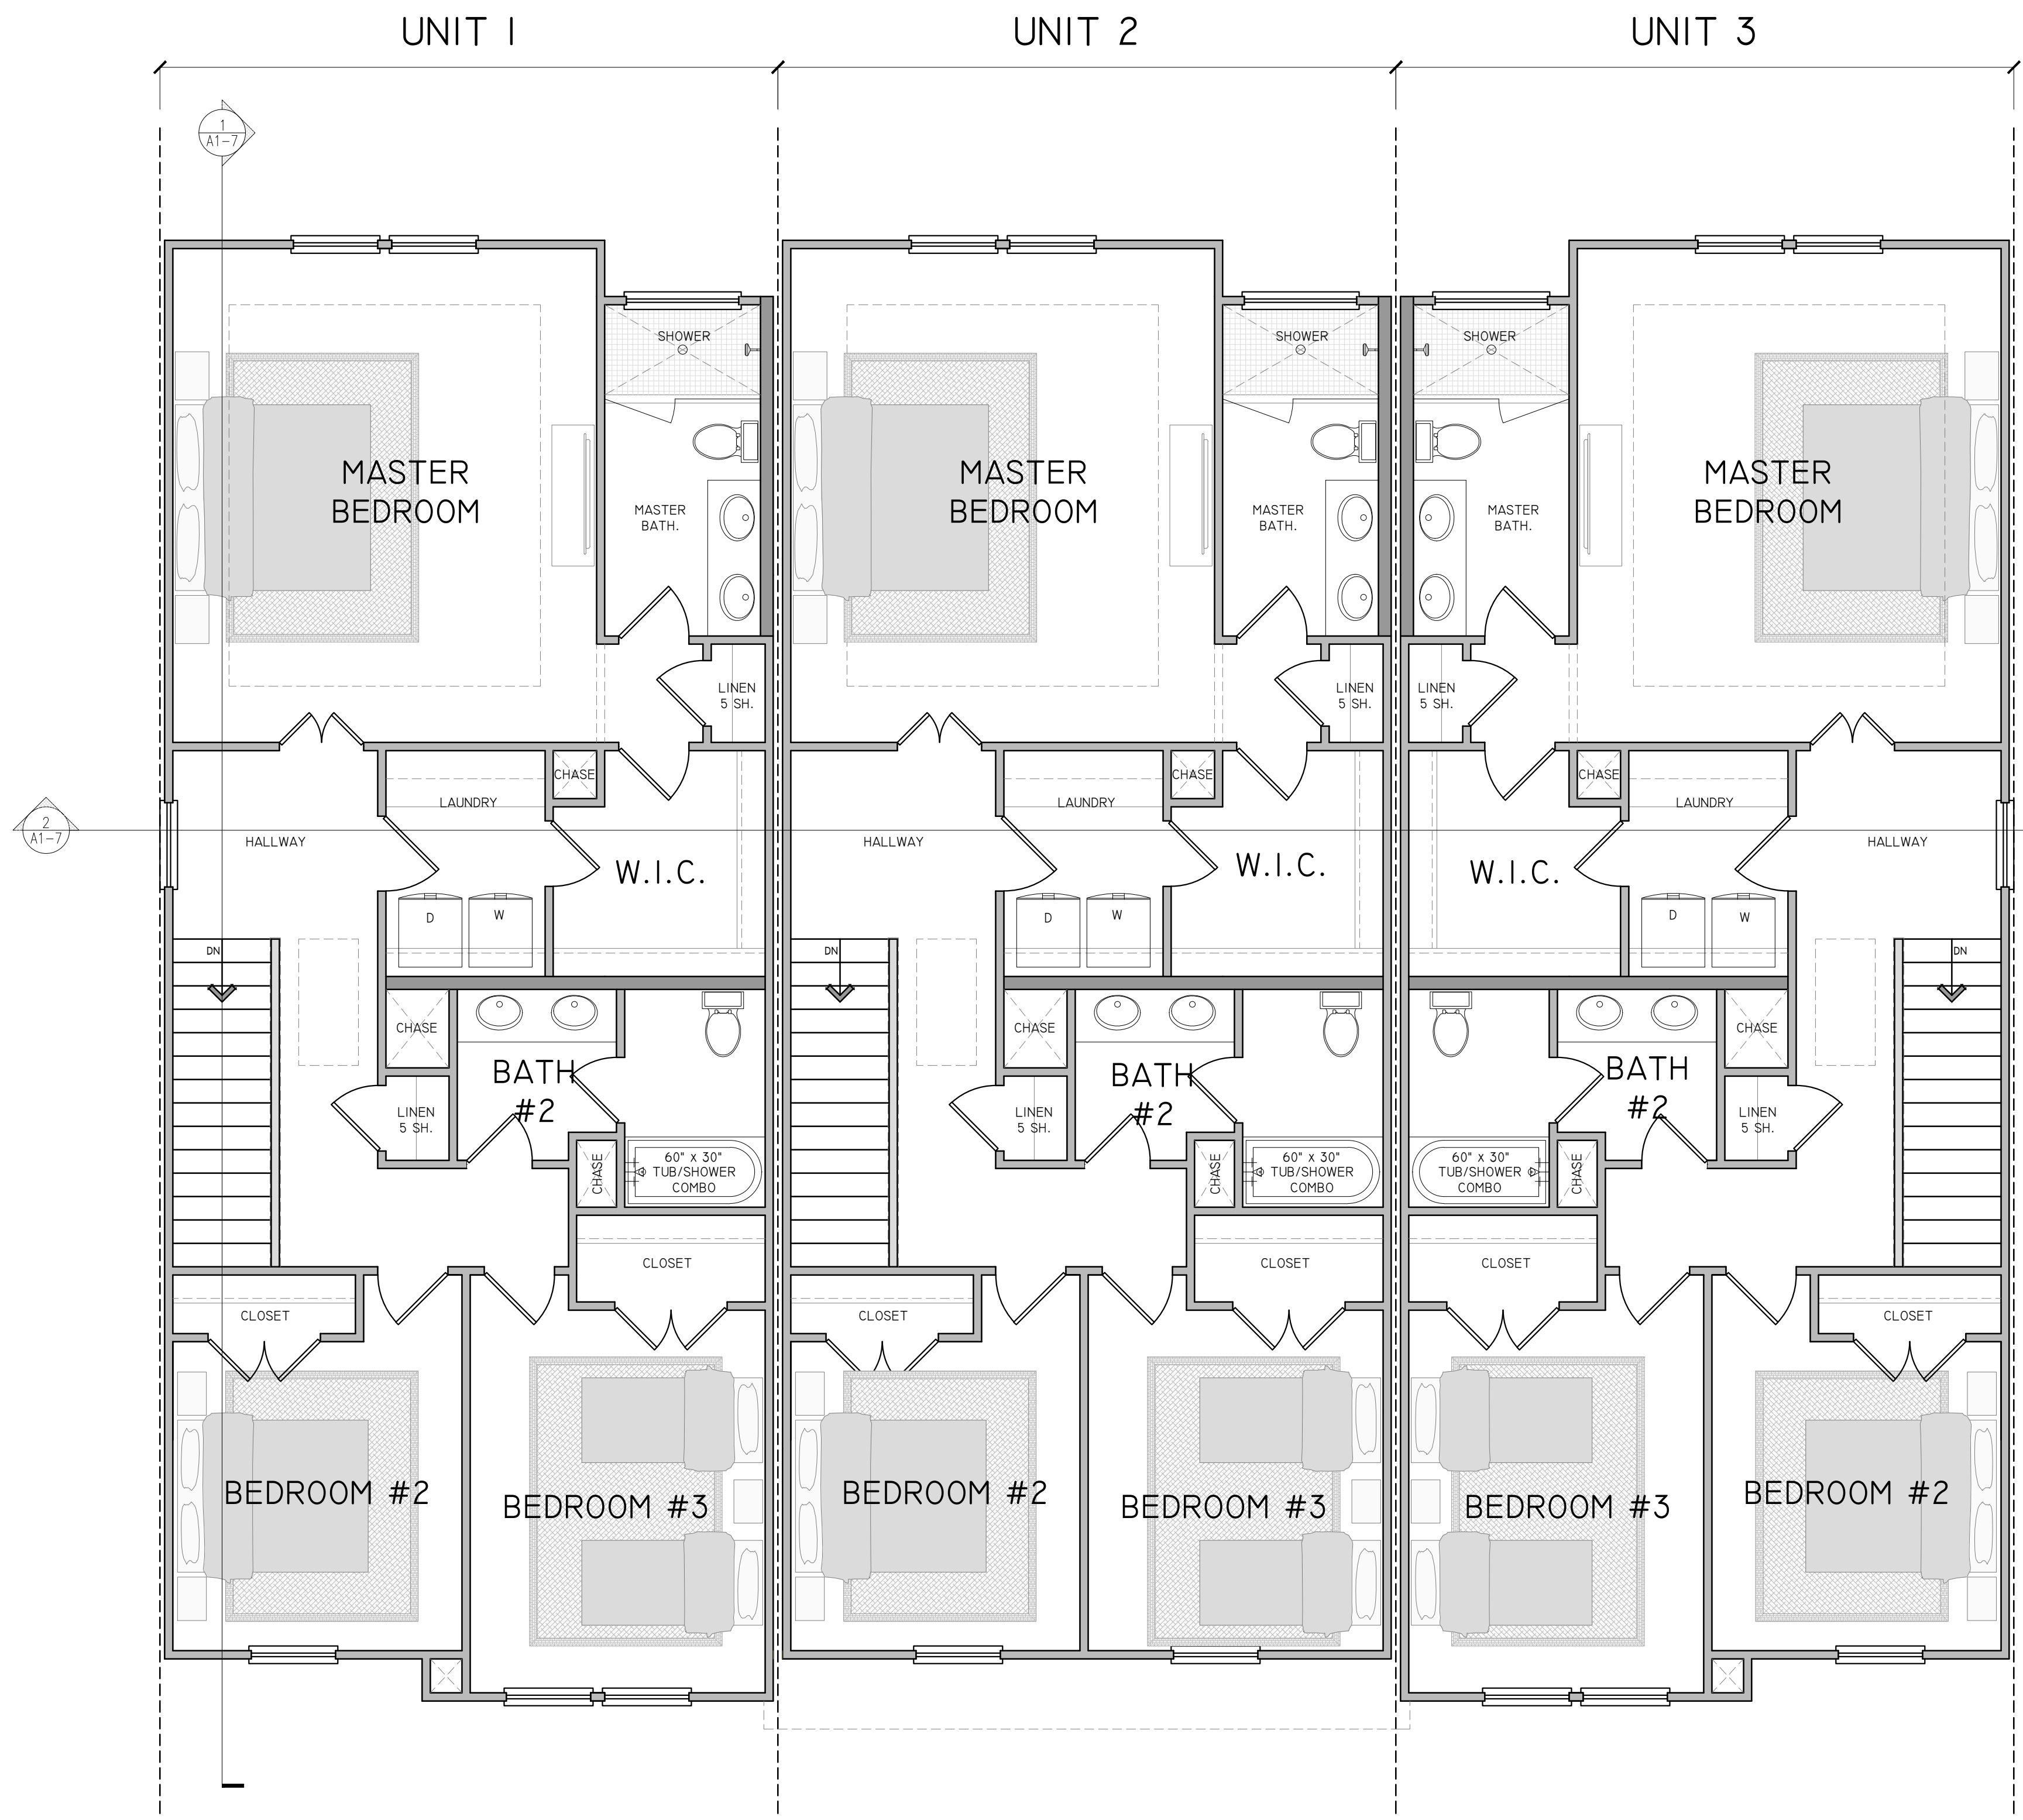 UNIT 1
UNIT 2
UNIT 3
1
A1-7
SHOWER
SHOWER
SHOWER
MASTER
BEDROOM
MASTER
BATH.
MASTER
BEDROOM
MASTER
BATH.
MASTER
BATH.
MASTER
BEDROOM
LINEN
5 SH.
LINEN
5 SH.
LINEN
5 SH.
CHASE
CHASE
CHASE
LAUNDRY
LAUNDRY
LAUNDRY
2
A1-7
HALLWAY
HALLWAY
HALLWAY
W.I.C.
W.I.C.
W.I.C.
D
W
D
W
D
W
DN
DN
DN
CHASE
CHASE
CHASE
BATH
#2
BATH
#2
BATH
#2
LINEN
5 SH.
LINEN
5 SH.
LINEN
5 SH.
CHASE
60" x 30"
TUB/SHOWER
COMBO
CHASE
60" x 30"
TUB/SHOWER
COMBO
60" x 30"
TUB/SHOWER
COMBO
CHASE
CLOSET
CLOSET
CLOSET
CLOSET
CLOSET
CLOSET
BEDROOM #2
BEDROOM #3
BEDROOM #2
BEDROOM #3
BEDROOM #3
BEDROOM #2